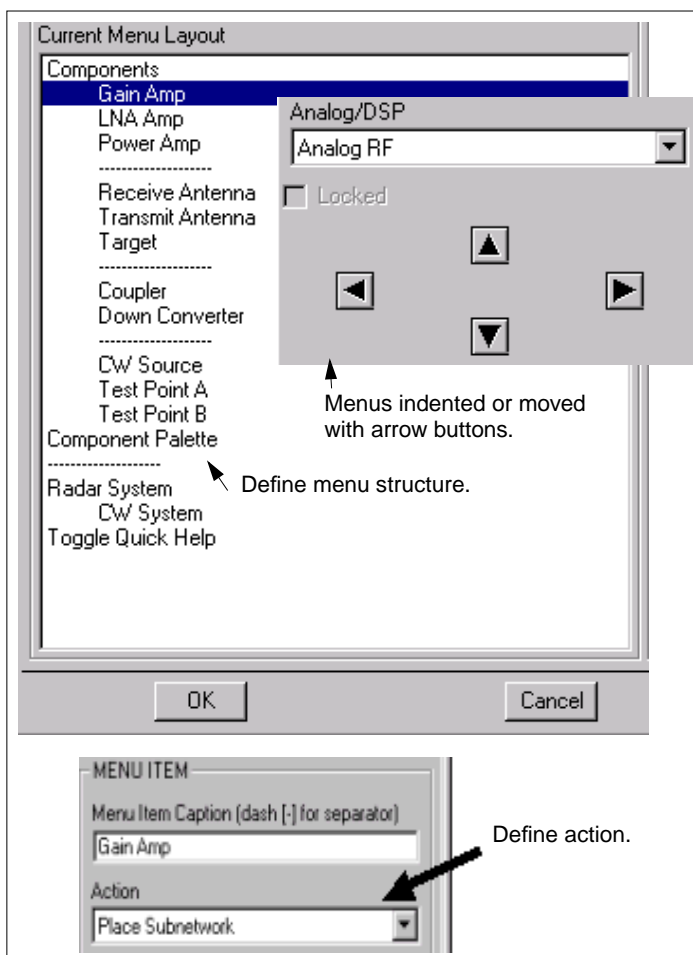 Current Menu Layout
Components
Gain Amp
LNA Amp
Power Amp
-------------------
Receive Antenna
Transmit Antenna
Target
-------------------
Coupler
Down Converter
-------------------
CW Source
Test Point A
Test Point B
Component Palette
-------------------
Radar System
CW System
Toggle Quick Help
Analog/DSP
Analog RF
Locked
Menus indented or moved
with arrow buttons.
Define menu structure.
OK
Cancel
MENU ITEM
Menu Item Caption (dash [-] for separator)
Gain Amp
Define action.
Action
Place Subnetwork